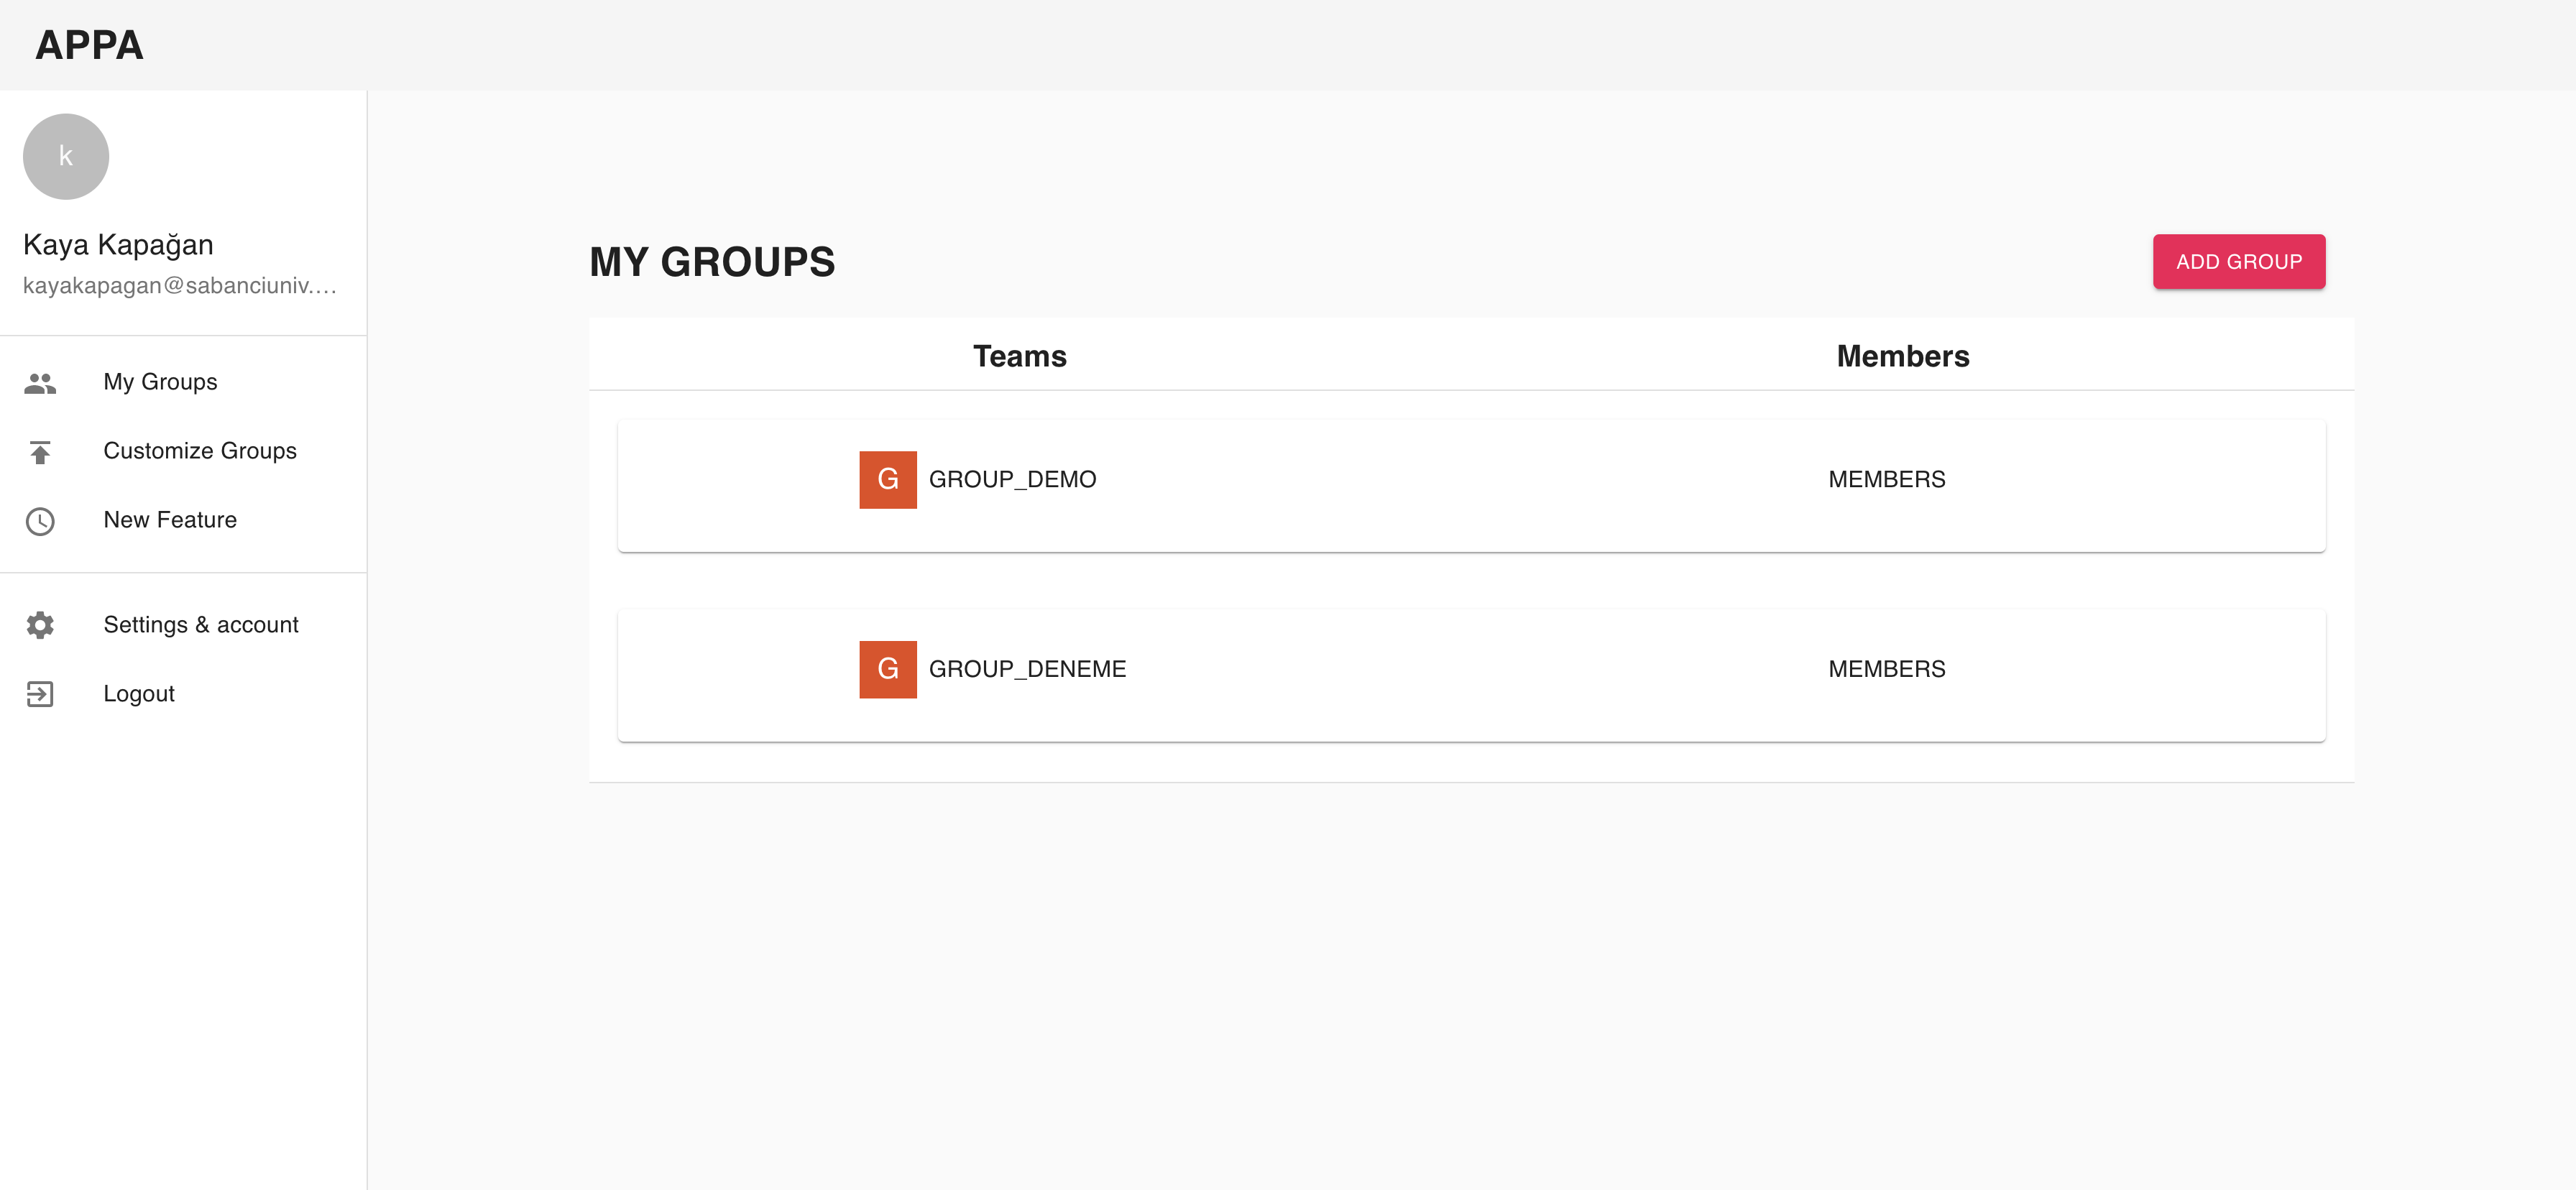 APPA
k
Kaya Kapağan
kayakapagan@sabanciuniv....
My Groups
Customize Groups
New Feature
Settings & account
Logout
MY GROUPS
ADD GROUP
Teams Members
G GROUP_DEMO MEMBERS
G GROUP_DENEME MEMBERS